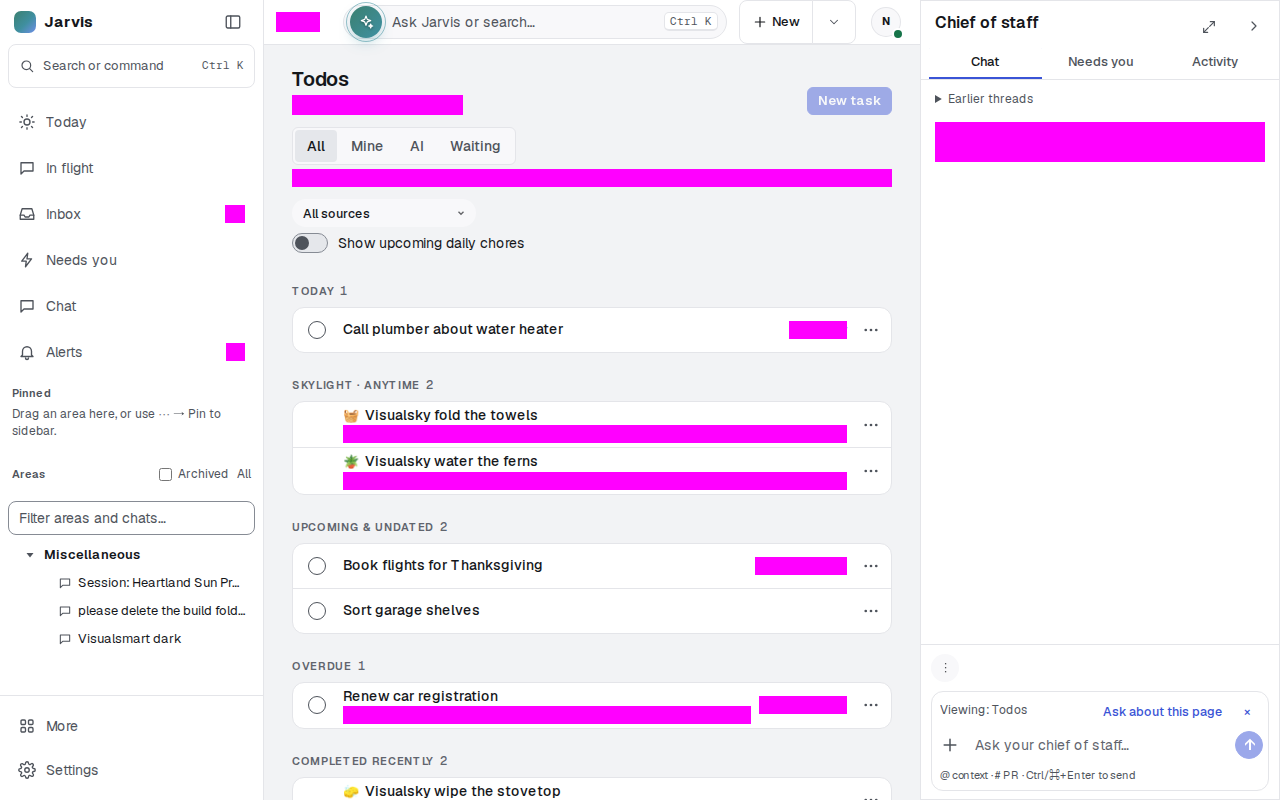 Jarvis
Search or command
Ctrl K
Today
In flight
Inbox
Needs you
Chat
Alerts
Pinned
Drag an area here, or use ··· → Pin to
sidebar.
Areas
Archived
All
Filter areas and chats…
Miscellaneous
Session: Heartland Sun Pr…
please delete the build fold…
Visualsmart dark
More
Settings
Ask Jarvis or search…
Ctrl K
New
N
Todos
New task
All
Mine
AI
Waiting
All sources
Show upcoming daily chores
TODAY 1
Call plumber about water heater
SKYLIGHT · ANYTIME 2
Visualsky fold the towels
Visualsky water the ferns
UPCOMING & UNDATED 2
Book flights for Thanksgiving
Sort garage shelves
OVERDUE 1
Renew car registration
COMPLETED RECENTLY 2
Visualsky wipe the stovetop
Chief of staff
Chat
Needs you
Activity
Earlier threads
Viewing: Todos
Ask about this page
×
Ask your chief of staff…
@ context · # PR · Ctrl/⌘+Enter to send